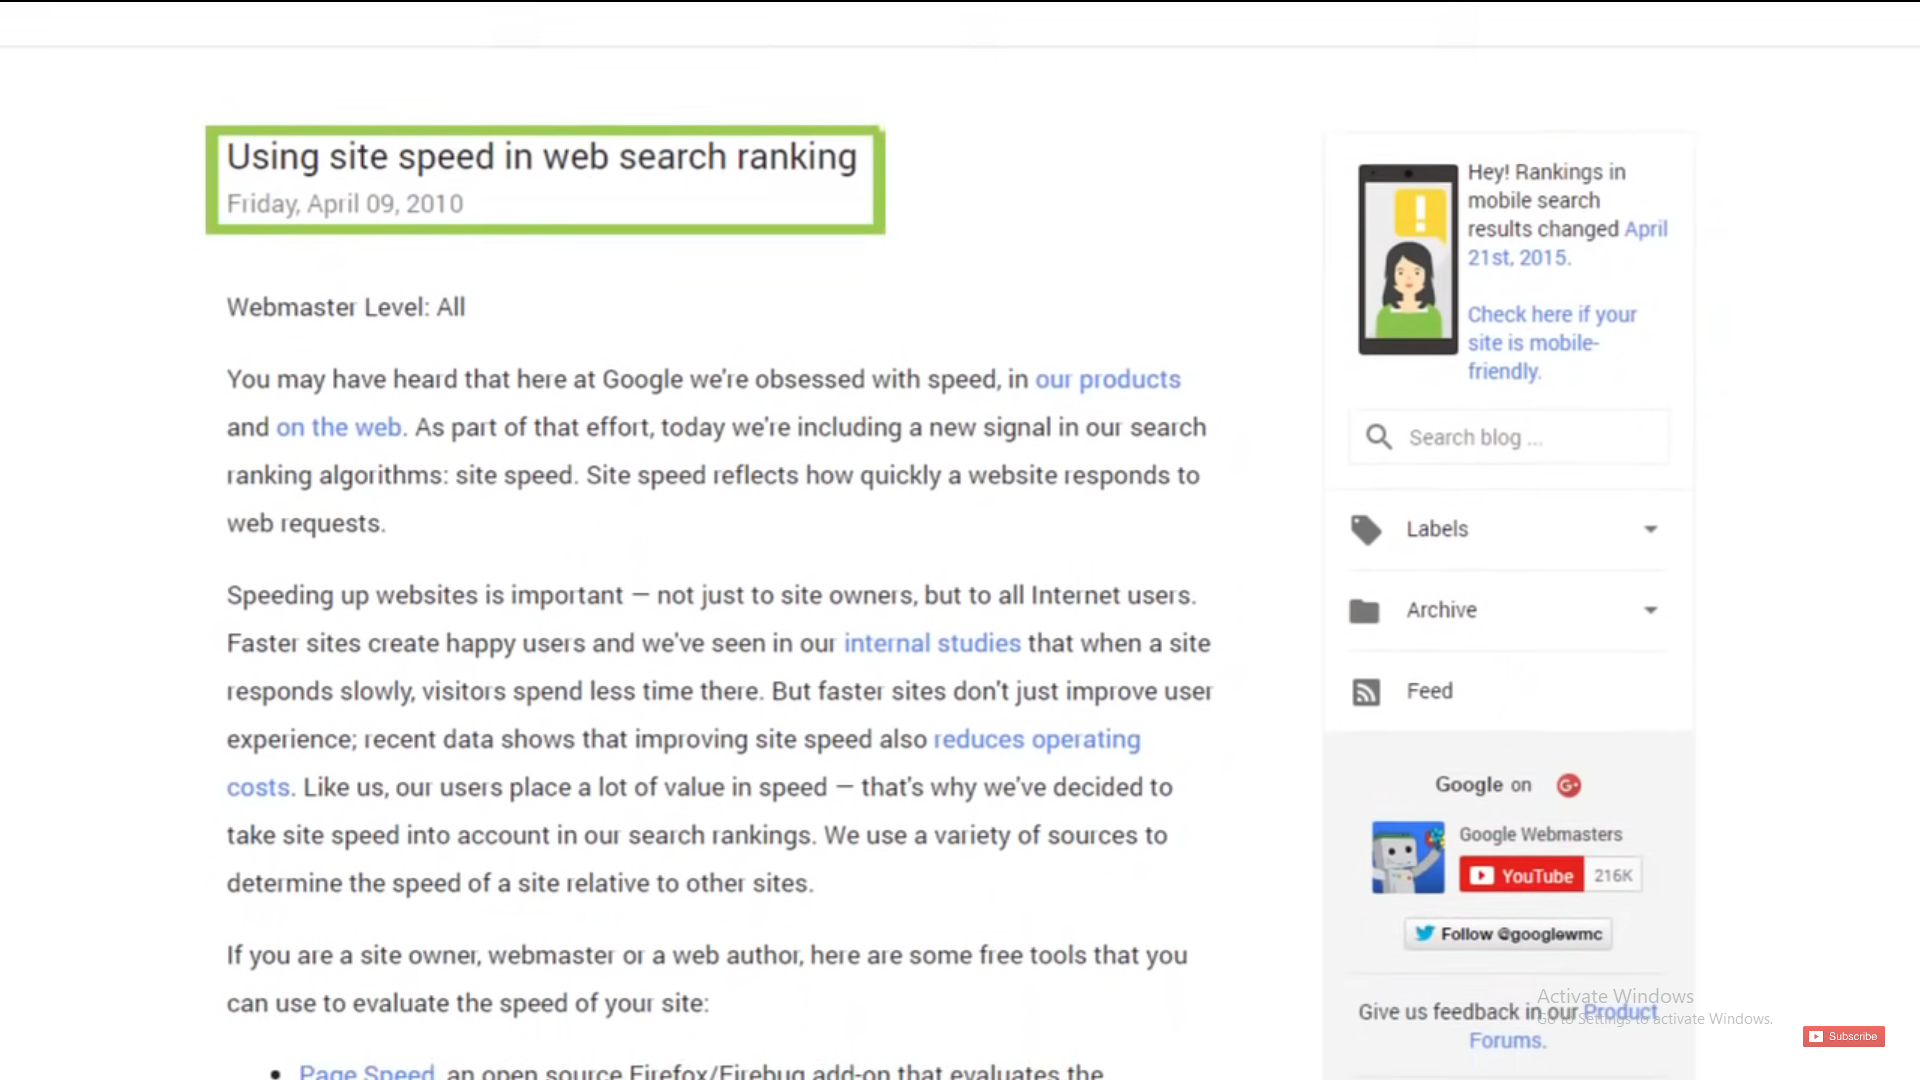 Using site speed in web search ranking
Friday, April 09, 2010
Webmaster Level: All
You may have heard that here at Google we're obsessed with speed, in our products
and on the web. As part of that effort, today we're including a new signal in our search
ranking algorithms: site speed. Site speed reflects how quickly a website responds to
web requests.
Speeding up websites is important — not just to site owners, but to all Internet users.
Faster sites create happy users and we've seen in our internal studies that when a site
responds slowly, visitors spend less time there. But faster sites don't just improve user
experience; recent data shows that improving site speed also reduces operating
costs. Like us, our users place a lot of value in speed — that's why we've decided to
take site speed into account in our search rankings. We use a variety of sources to
determine the speed of a site relative to other sites.
If you are a site owner, webmaster or a web author, here are some free tools that you
can use to evaluate the speed of your site:
• Page Speed, an open source Firefox/Firebug add-on that evaluates the
Hey! Rankings in
mobile search
results changed April
21st, 2015.
Check here if your
site is mobile-
friendly.
Search blog ...
Labels
Archive
Feed
Google on G+
Google Webmasters
YouTube 216K
Follow @googlewmc
Give us feedback in our Product
Forums.
Activate Windows
Go to Settings to activate Windows.
Subscribe